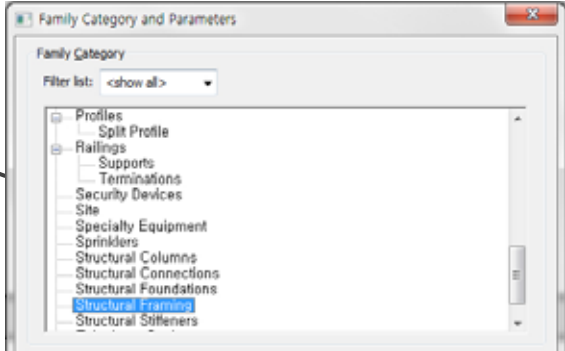 Family Category and Parameters
Family Category
Filter list: <show all>
Profiles
Split Profile
Railings
Supports
Terminations
Security Devices
Site
Specialty Equipment
Sprinklers
Structural Columns
Structural Connections
Structural Foundations
Structural Framing
Structural Stiffeners